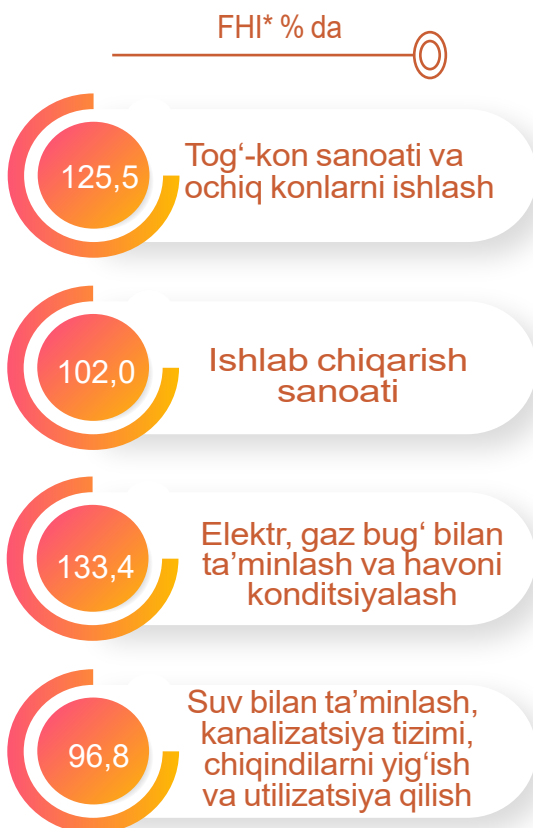 FHI* % da
125,5
Tog‘-kon sanoati va
ochiq konlarni ishlash
102,0
Ishlab chiqarish
sanoati
133,4
Elektr, gaz bug‘ bilan
ta’minlash va havoni
konditsiyalash
96,8
Suv bilan ta’minlash,
kanalizatsiya tizimi,
chiqindilarni yig‘ish
va utilizatsiya qilish